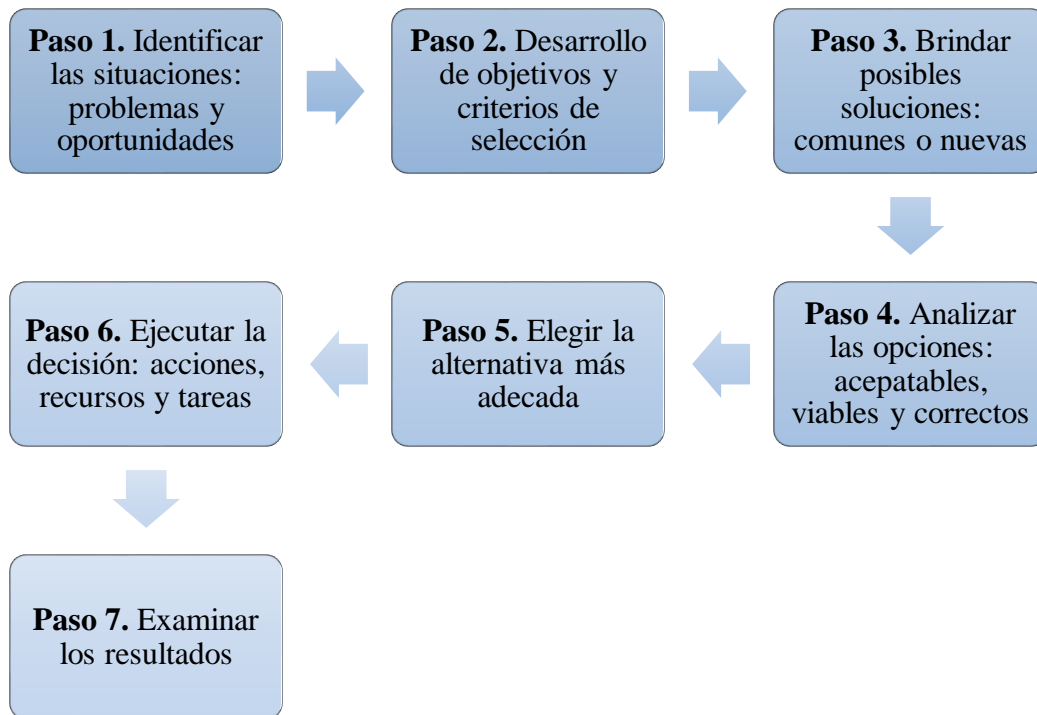 Paso 1. Identificar
las situaciones:
problemas y
oportunidades
Paso 2. Desarrollo
de objetivos y
criterios de
selección
Paso 3. Brindar
posibles
soluciones:
comunes o nuevas
Paso 4. Analizar
las opciones:
acepatables,
viables y correctos
Paso 5. Elegir la
alternativa más
adecada
Paso 6. Ejecutar la
decisión: acciones,
recursos y tareas
Paso 7. Examinar
los resultados